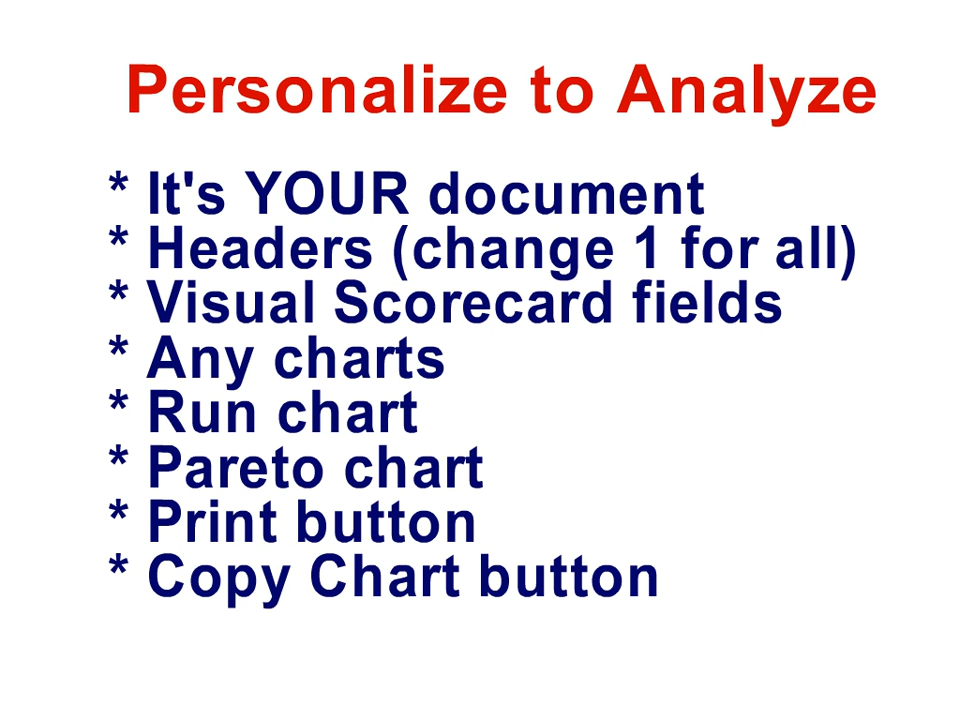 Personalize to Analyze
* It's YOUR document
* Headers (change 1 for all)
* Visual Scorecard fields
* Any charts
* Run chart
* Pareto chart
* Print button
* Copy Chart button